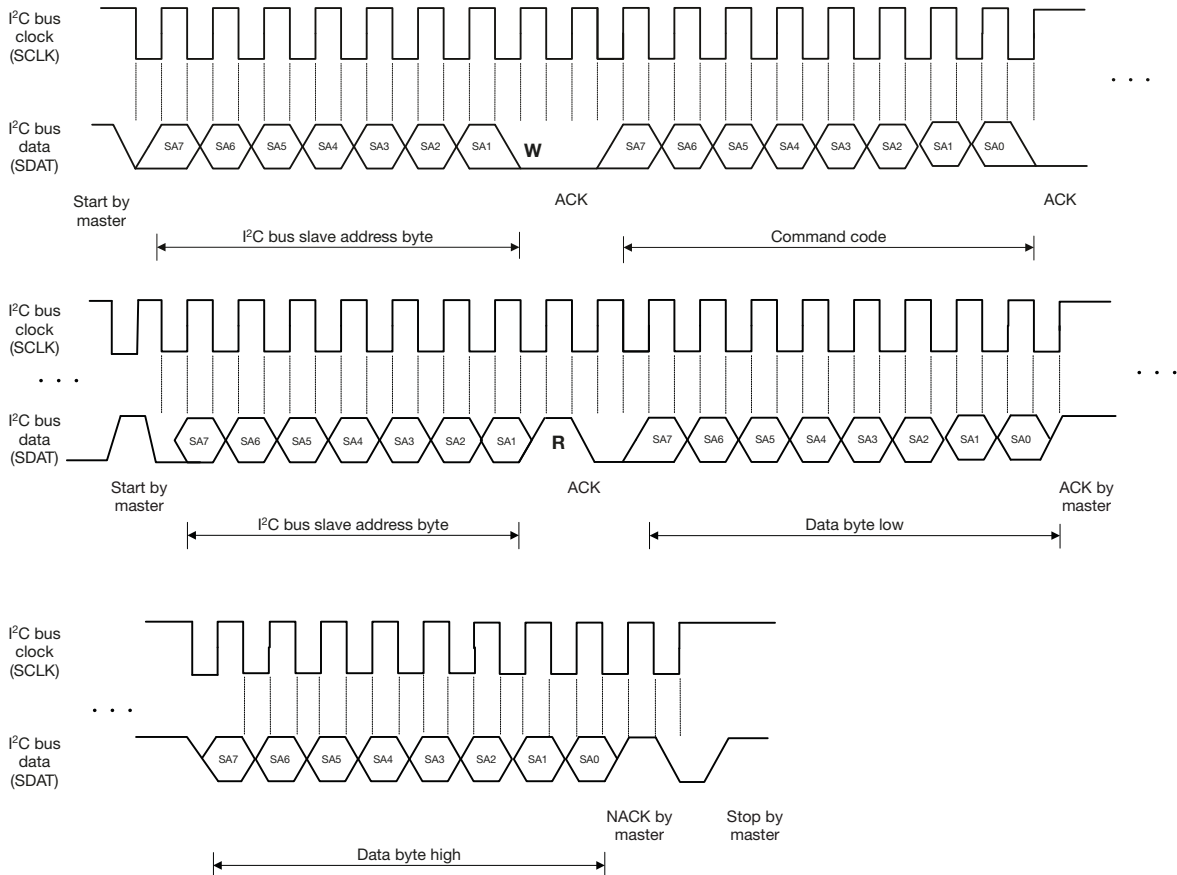 I²C bus
clock
(SCLK)
. . .
I²C bus
data
(SDAT)
SA7 SA6 SA5 SA4 SA3 SA2 SA1 W SA7 SA6 SA5 SA4 SA3 SA2 SA1 SA0
Start by
master
ACK
ACK
I²C bus slave address byte
Command code
I²C bus
clock
(SCLK)
. . .
. . .
I²C bus
data
(SDAT)
SA7 SA6 SA5 SA4 SA3 SA2 SA1 R SA7 SA6 SA5 SA4 SA3 SA2 SA1 SA0
Start by
master
ACK
ACK by
master
I²C bus slave address byte
Data byte low
I²C bus
clock
(SCLK)
. . .
I²C bus
data
(SDAT)
SA7 SA6 SA5 SA4 SA3 SA2 SA1 SA0
NACK by
master
Stop by
master
Data byte high